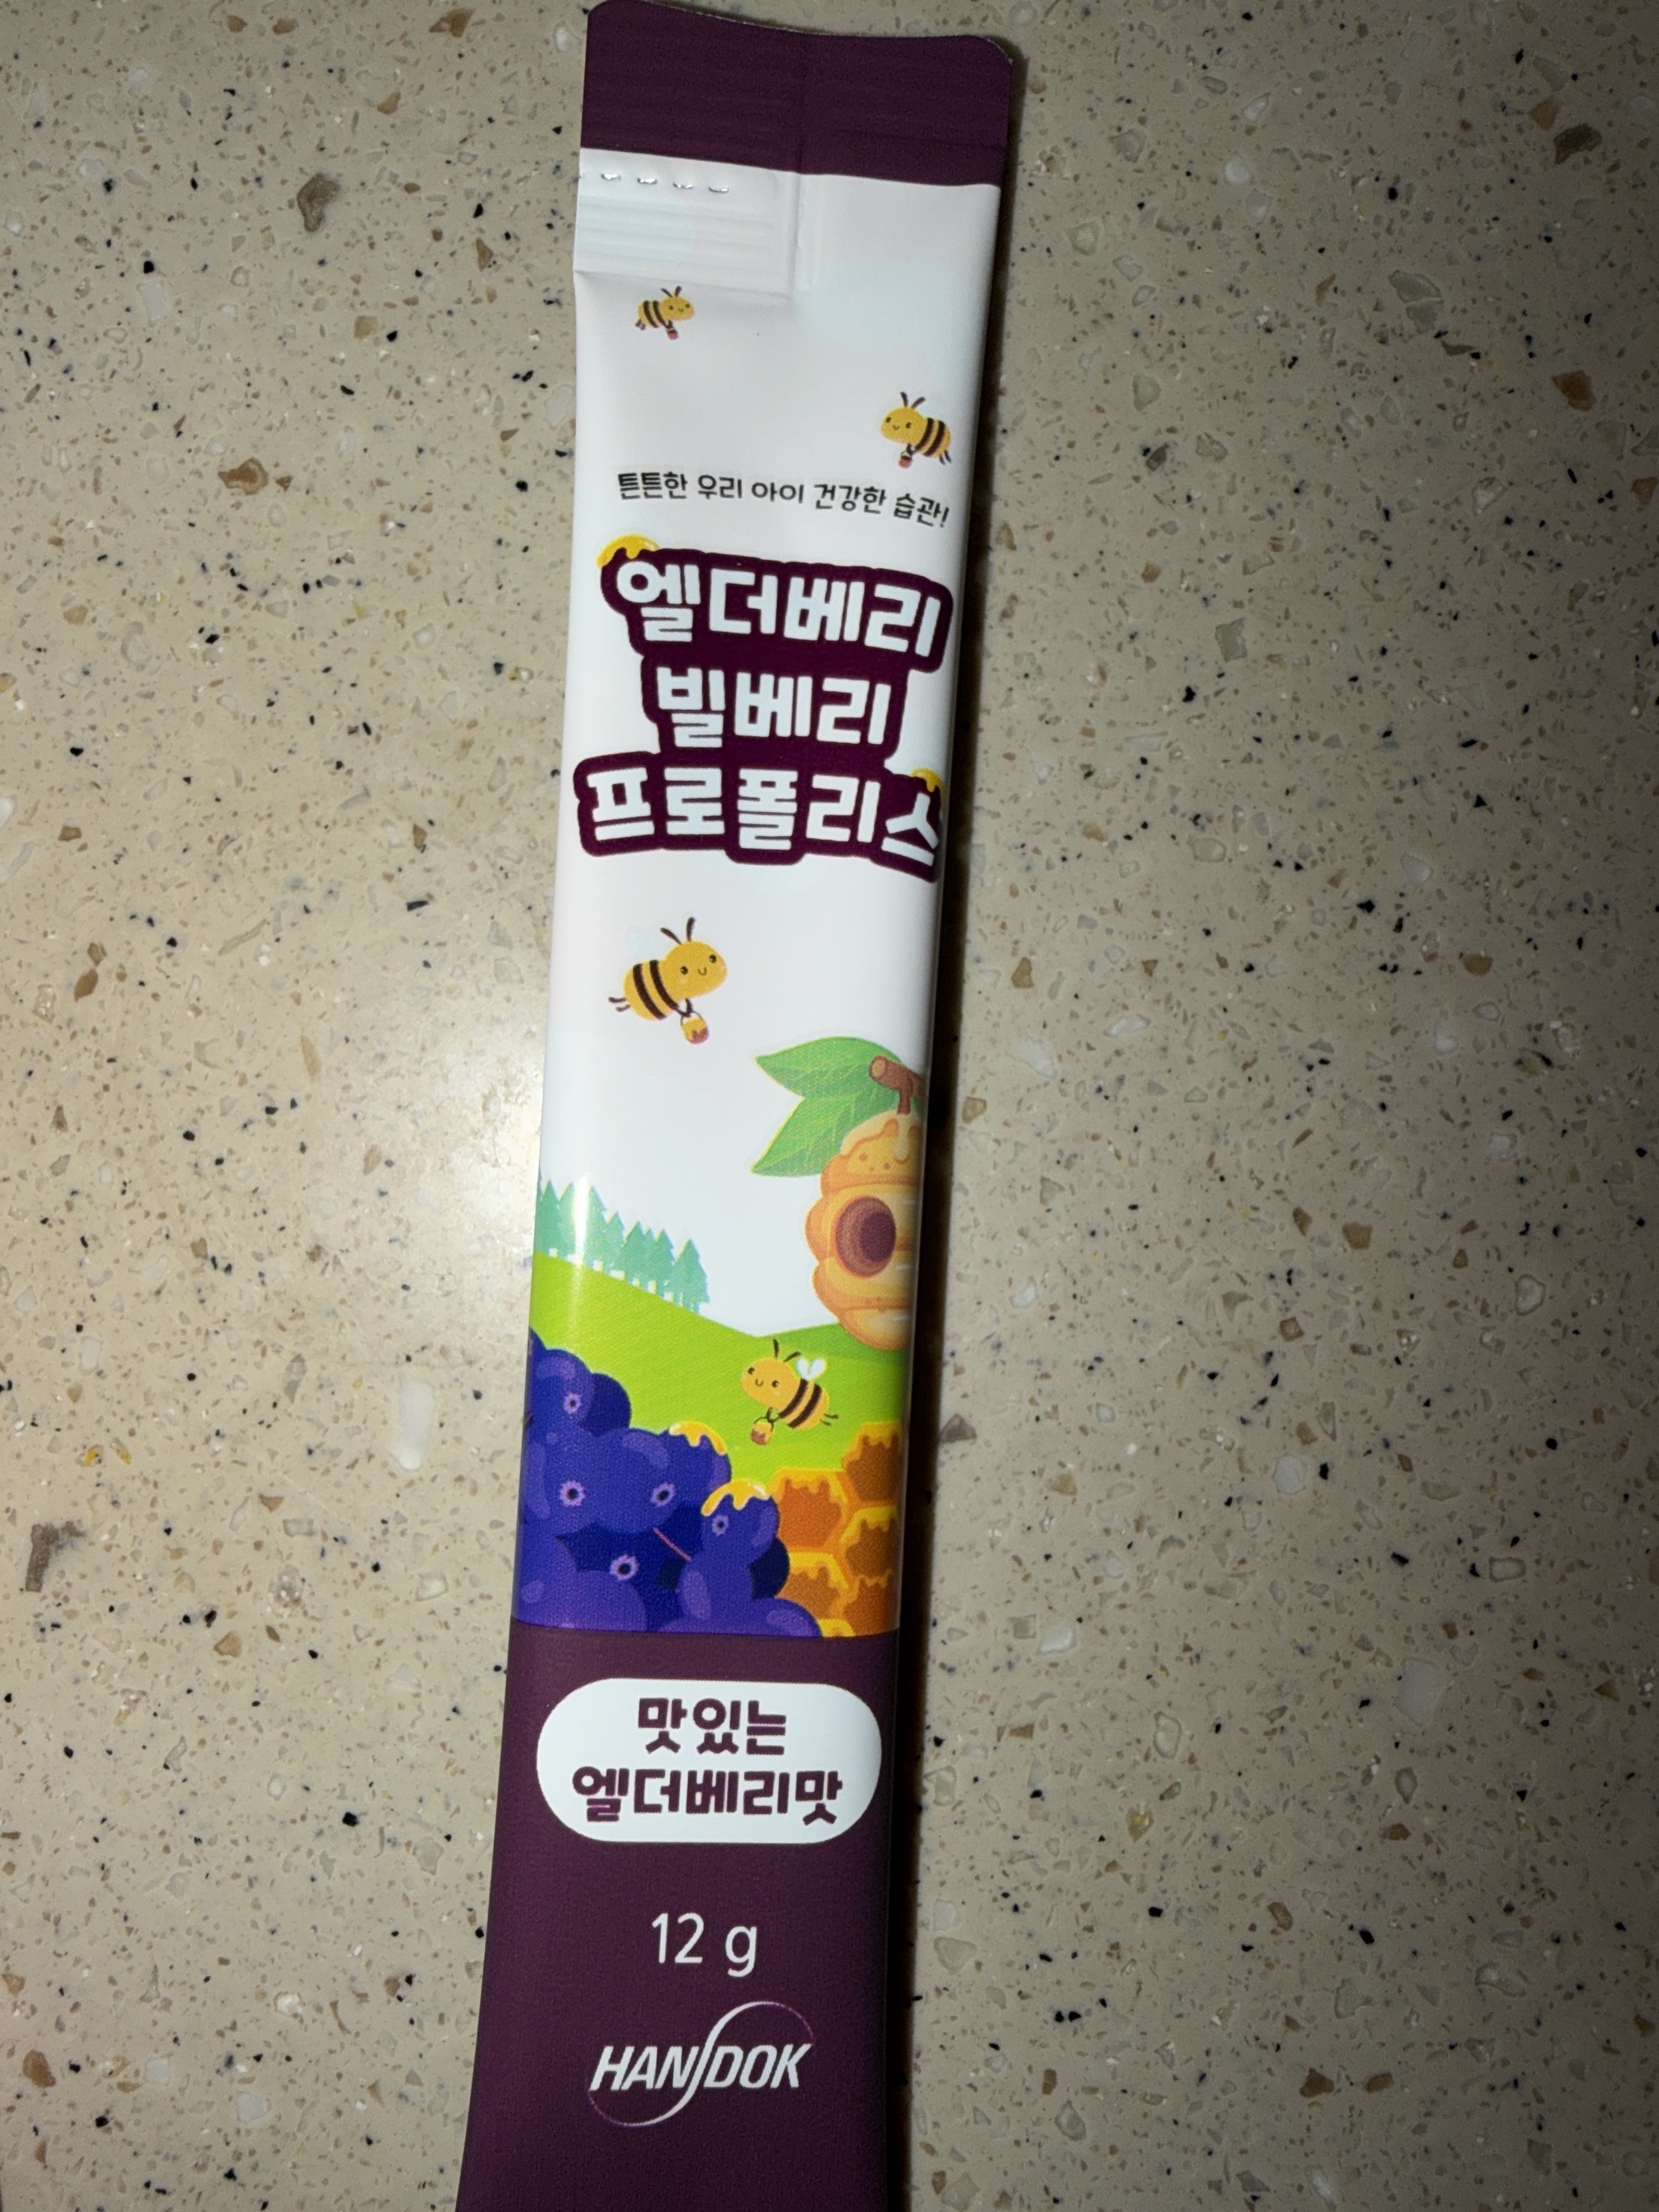 튼튼한 우리 아이 건강한 습관!
엘더베리
빌베리
프로폴리스
맛있는
엘더베리맛
12 g
HANDOK